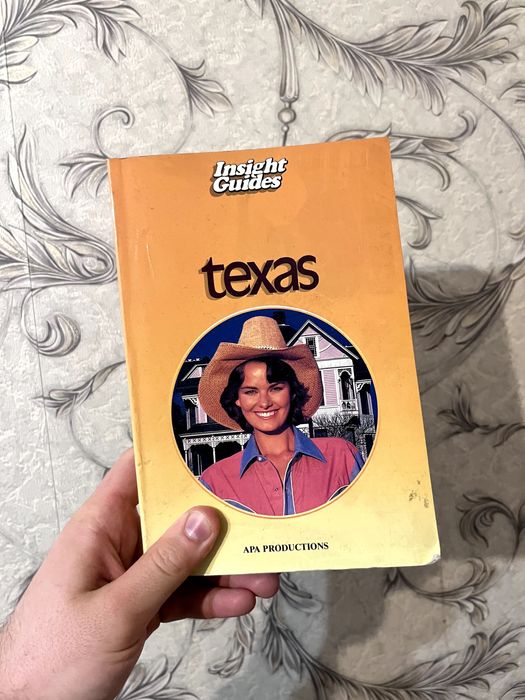 Insight
Guides
texas
APA PRODUCTIONS